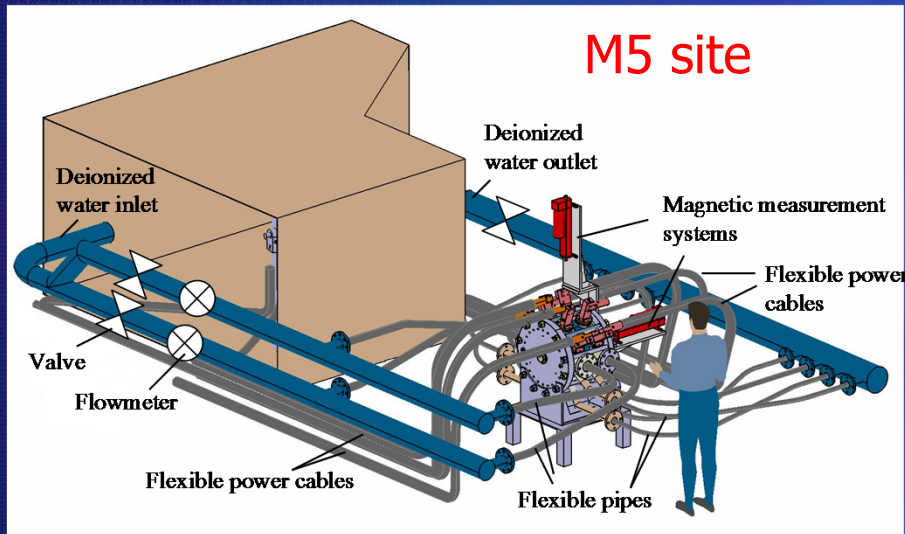 M5 site
Deionized
water outlet
Deionized
water inlet
Magnetic measurement
systems
Flexible power
cables
Valve
Flowmeter
Flexible power cables
Flexible pipes